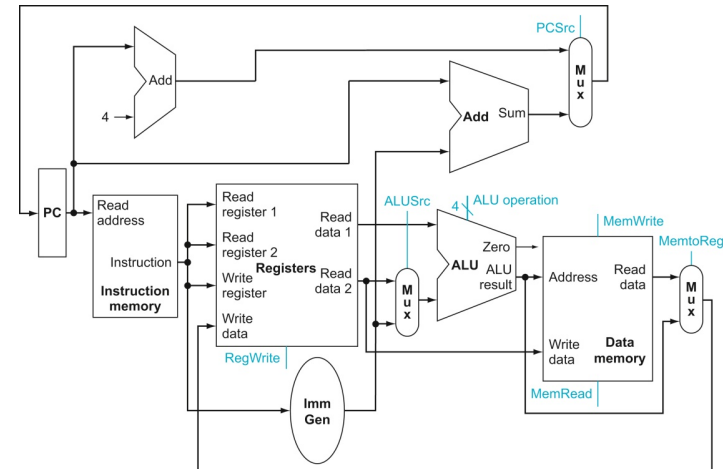 PCSrc
M
u
x
Add
4
Add Sum
PC
Read
address
Instruction
Instruction
memory
Read
register 1
Read
register 2
Write
register
Write
data
Registers
Read
data 1
Read
data 2
RegWrite
Imm
Gen
ALUSrc
M
u
x
4
ALU operation
Zero
ALU
ALU
result
MemWrite
Address
Read
data
Write
data
Data
memory
MemRead
MemtoReg
M
u
x